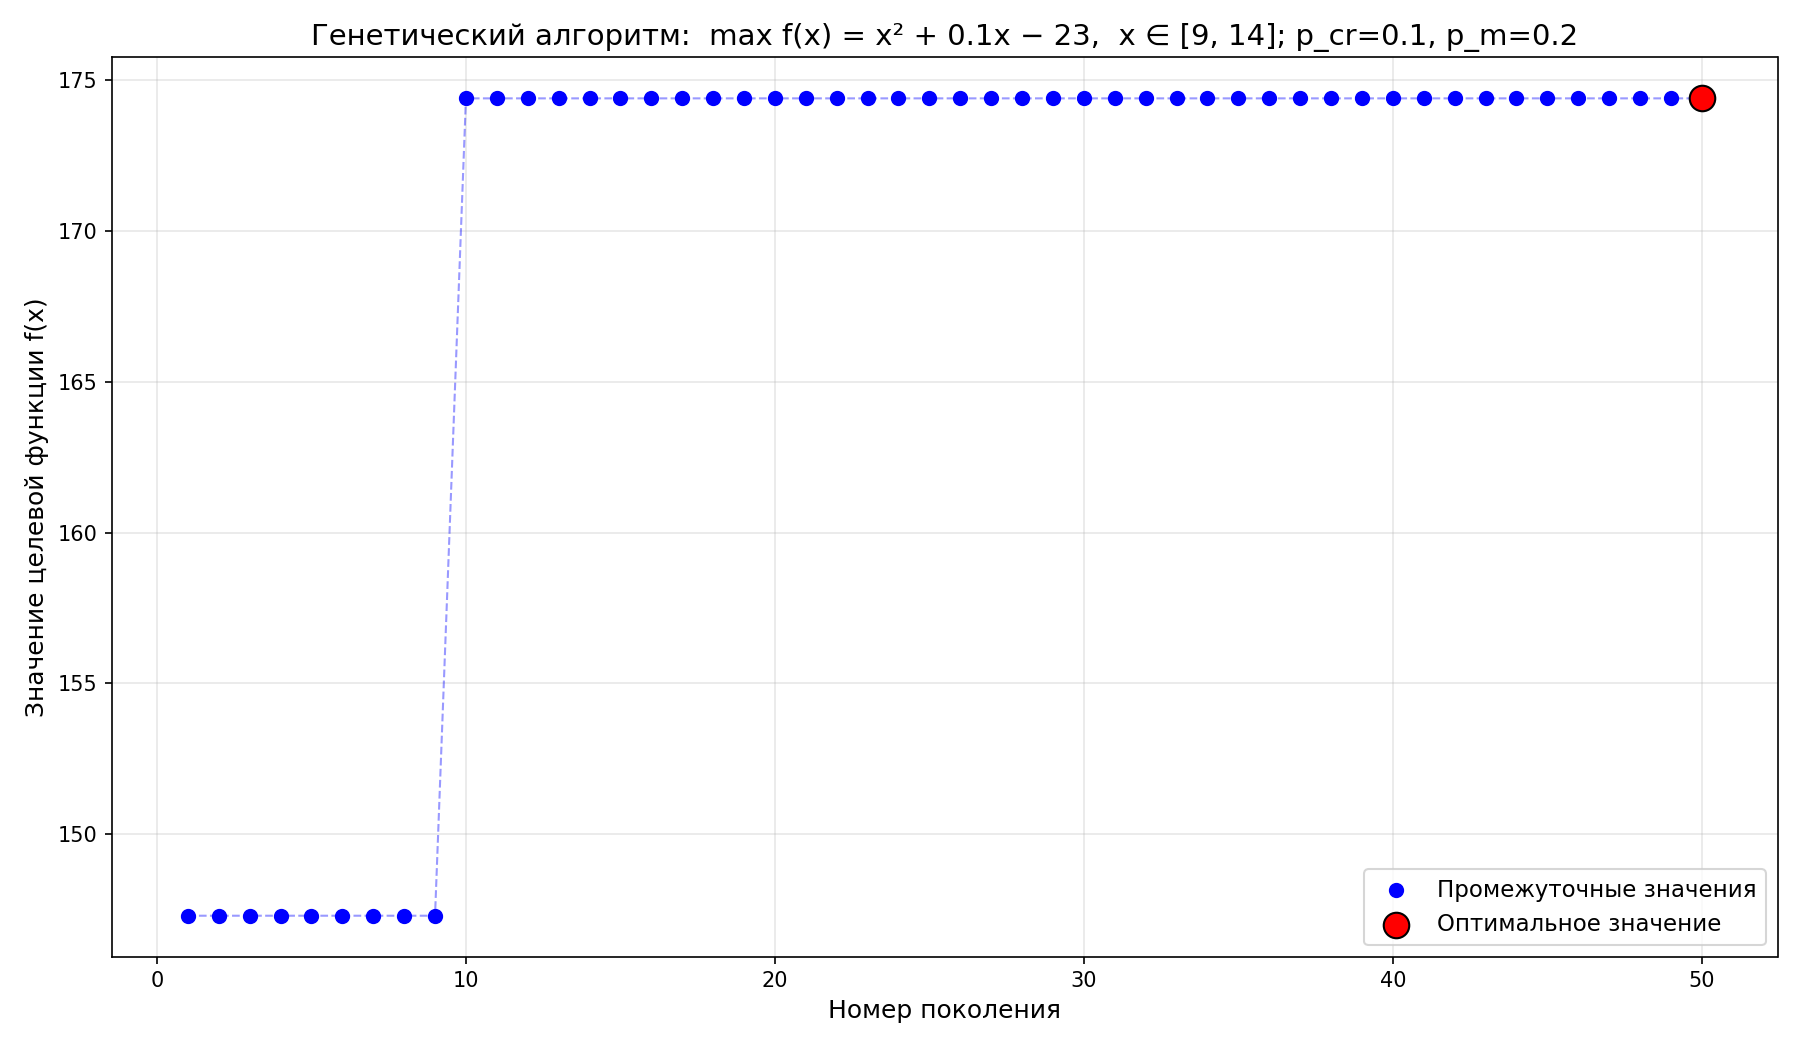 Генетический алгоритм:  max f(x) = x² + 0.1x − 23,  x ∈ [9, 14]; p_cr=0.1, p_m=0.2
Значение целевой функции f(x)
175
170
165
160
155
150
0 10 20 30 40 50
Номер поколения
Промежуточные значения
Оптимальное значение